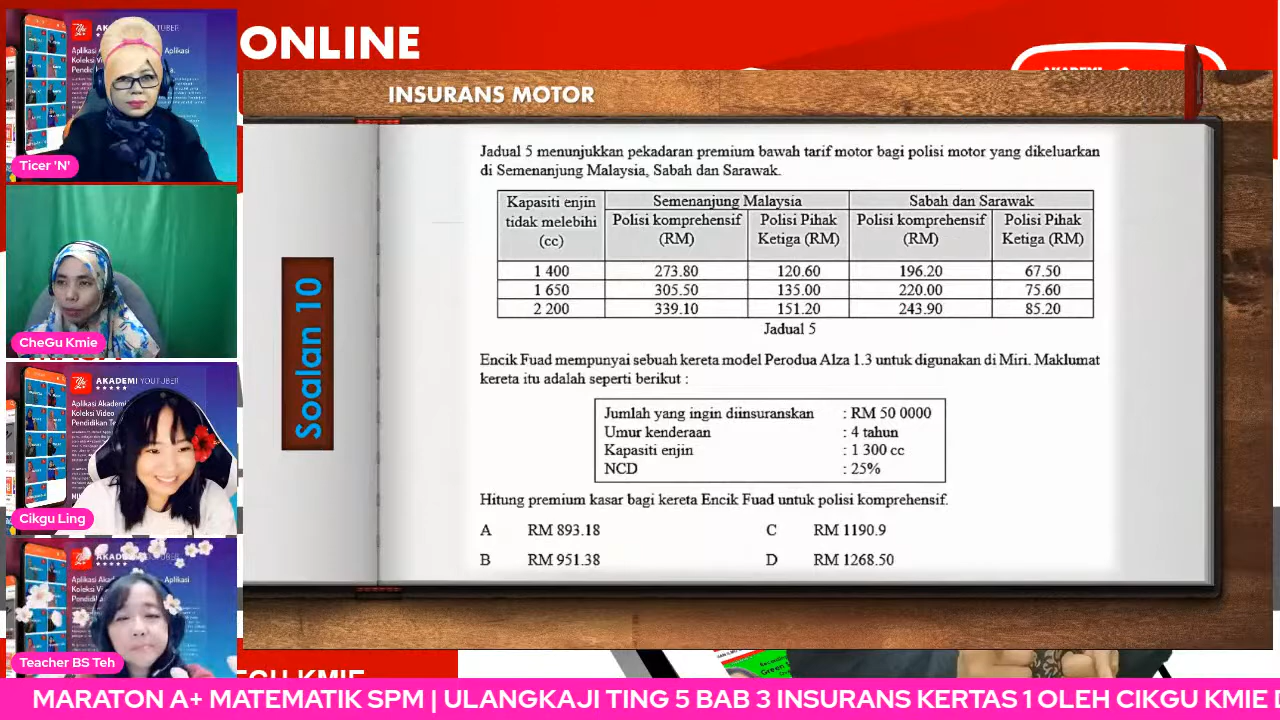 ONLINE
AKADEMI
INSURANS MOTOR
Soalan 10
Jadual 5 menunjukkan pekadaran premium bawah tarif motor bagi polisi motor yang dikeluarkan
di Semenanjung Malaysia, Sabah dan Sarawak.
Kapasiti enjin tidak melebihi (cc) | Semenanjung Malaysia | Sabah dan Sarawak
Polisi komprehensif (RM) | Polisi Pihak Ketiga (RM) | Polisi komprehensif (RM) | Polisi Pihak Ketiga (RM)
1 400 | 273.80 | 120.60 | 196.20 | 67.50
1 650 | 305.50 | 135.00 | 220.00 | 75.60
2 200 | 339.10 | 151.20 | 243.90 | 85.20
Jadual 5
Encik Fuad mempunyai sebuah kereta model Perodua Alza 1.3 untuk digunakan di Miri. Maklumat
kereta itu adalah seperti berikut :
Jumlah yang ingin diinsuranskan : RM 50 0000
Umur kenderaan : 4 tahun
Kapasiti enjin : 1 300 cc
NCD : 25%
Hitung premium kasar bagi kereta Encik Fuad untuk polisi komprehensif.
A RM 893.18 C RM 1190.9
B RM 951.38 D RM 1268.50
Ticer 'N'
CheGu Kmie
AKADEMI YOUTUBER
Koleksi Video
Cikgu Ling
Teacher BS Teh
MARATON A+ MATEMATIK SPM | ULANGKAJI TING 5 BAB 3 INSURANS KERTAS 1 OLEH CIKGU KMIE